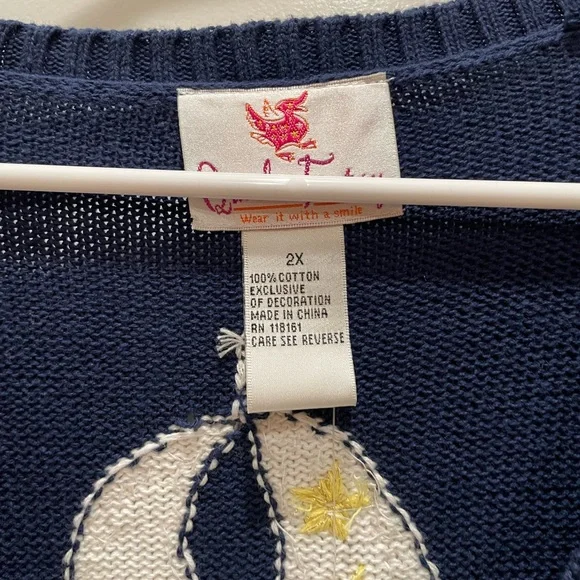 Wear it with a smile
2X
100% COTTON
EXCLUSIVE
OF DECORATION
MADE IN CHINA
RN 118161
CARE SEE REVERSE